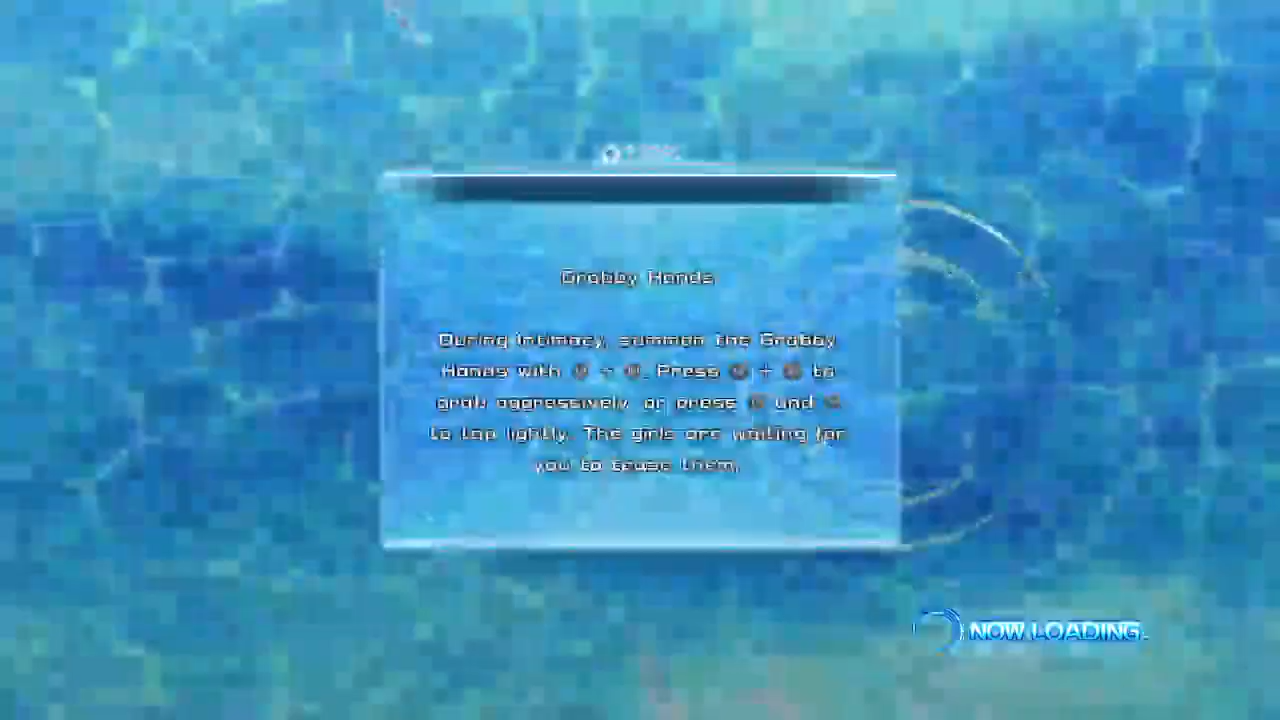 Grabby Hands
During intimacy, summon the Grabby
Hands with + . Press + to
grab aggressively, or press and
to tap lightly. The girls are waiting for
you to tease them.
NOW LOADING